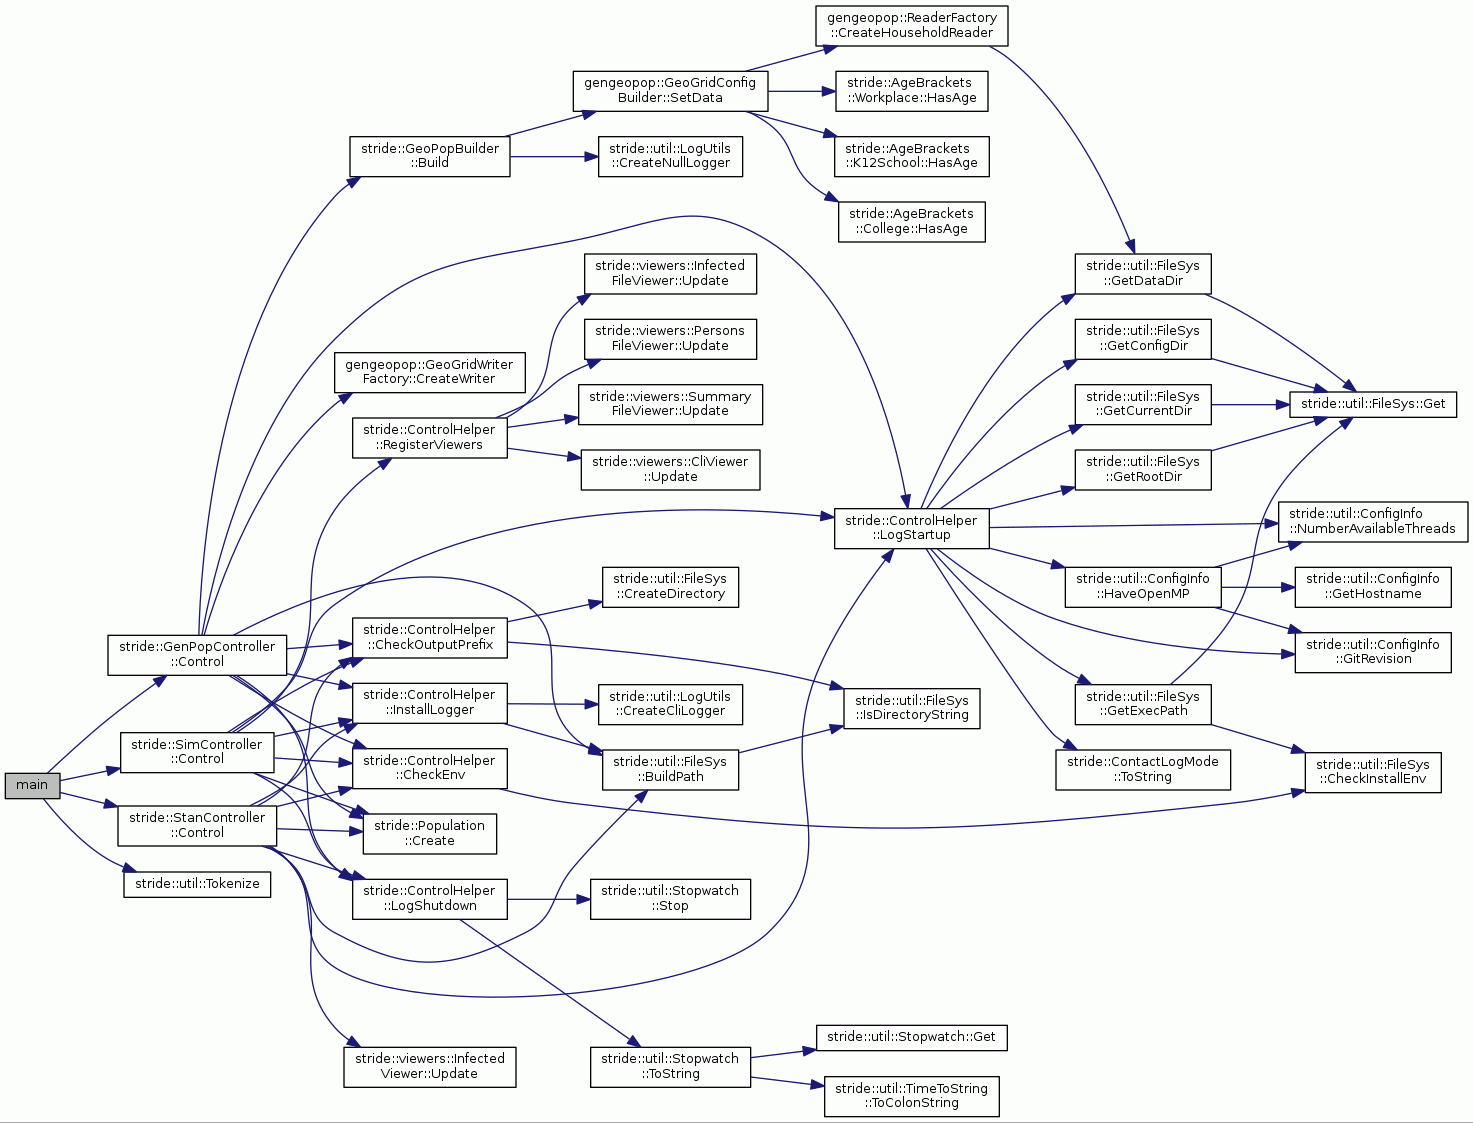 gengeopop::ReaderFactory
::CreateHouseholdReader
gengeopop::GeoGridConfig
Builder::SetData
stride::AgeBrackets
::Workplace::HasAge
stride::GeoPopBuilder
::Build
stride::util::LogUtils
::CreateNullLogger
stride::AgeBrackets
::K12School::HasAge
stride::AgeBrackets
::College::HasAge
stride::viewers::Infected
FileViewer::Update
stride::util::FileSys
::GetDataDir
stride::viewers::Persons
FileViewer::Update
stride::util::FileSys
::GetConfigDir
gengeopop::GeoGridWriter
Factory::CreateWriter
stride::viewers::Summary
FileViewer::Update
stride::util::FileSys
::GetCurrentDir
stride::util::FileSys::Get
stride::ControlHelper
::RegisterViewers
stride::viewers::CliViewer
::Update
stride::util::FileSys
::GetRootDir
stride::ControlHelper
::LogStartup
stride::util::ConfigInfo
::NumberAvailableThreads
stride::util::FileSys
::CreateDirectory
stride::util::ConfigInfo
::HaveOpenMP
stride::util::ConfigInfo
::GetHostname
stride::GenPopController
::Control
stride::ControlHelper
::CheckOutputPrefix
stride::util::ConfigInfo
::GitRevision
stride::ControlHelper
::InstallLogger
stride::util::LogUtils
::CreateCliLogger
stride::util::FileSys
::IsDirectoryString
stride::util::FileSys
::GetExecPath
stride::SimController
::Control
stride::ControlHelper
::CheckEnv
stride::util::FileSys
::BuildPath
stride::ContactLogMode
::ToString
stride::util::FileSys
::CheckInstallEnv
main
stride::StanController
::Control
stride::Population
::Create
stride::util::Tokenize
stride::ControlHelper
::LogShutdown
stride::util::Stopwatch
::Stop
stride::viewers::Infected
Viewer::Update
stride::util::Stopwatch
::ToString
stride::util::Stopwatch::Get
stride::util::TimeToString
::ToColonString